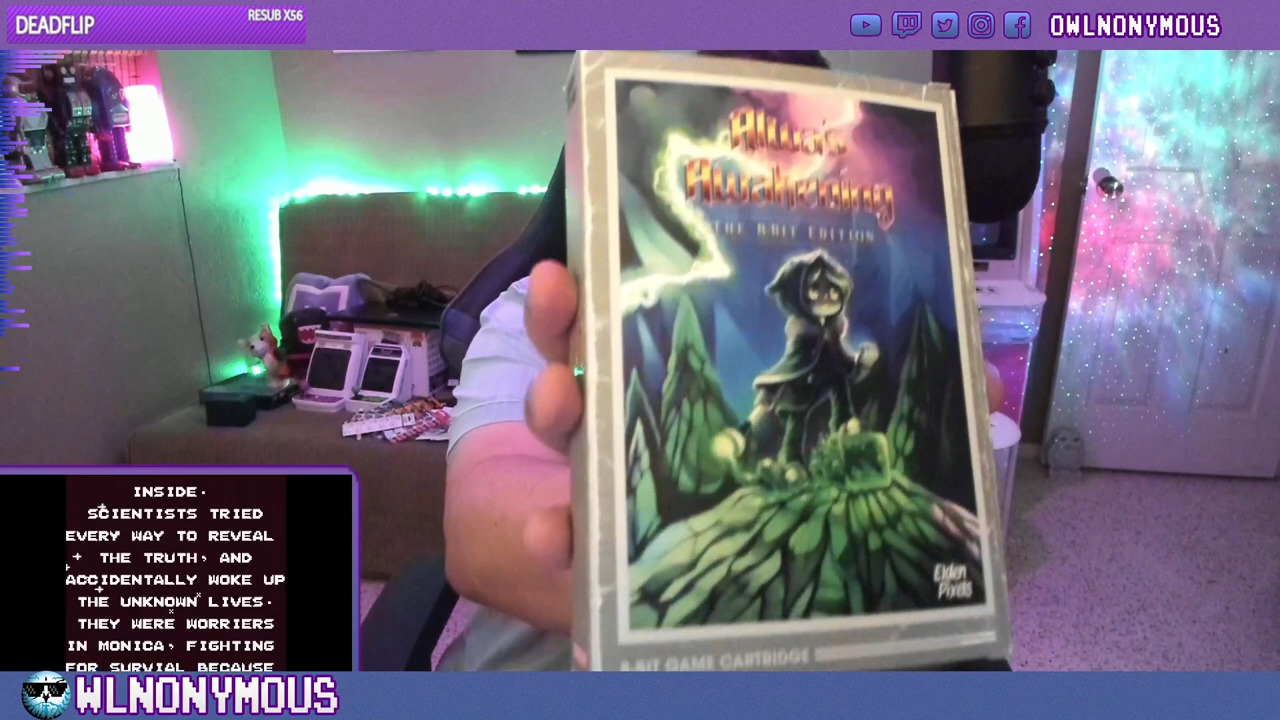 DEADFLIP
RESUB X56
OWLNONYMOUS
Alwa's
Awakening
THE 8-BIT EDITION
Elden
Pixels
8-BIT GAME CARTRIDGE
INSIDE.
SCIENTISTS TRIED
EVERY WAY TO REVEAL
THE TRUTH, AND
ACCIDENTALLY WOKE UP
THE UNKNOWN LIVES.
THEY WERE WORRIERS
IN MONICA, FIGHTING
FOR SURVIAL BECAUSE
WLNONYMOUS